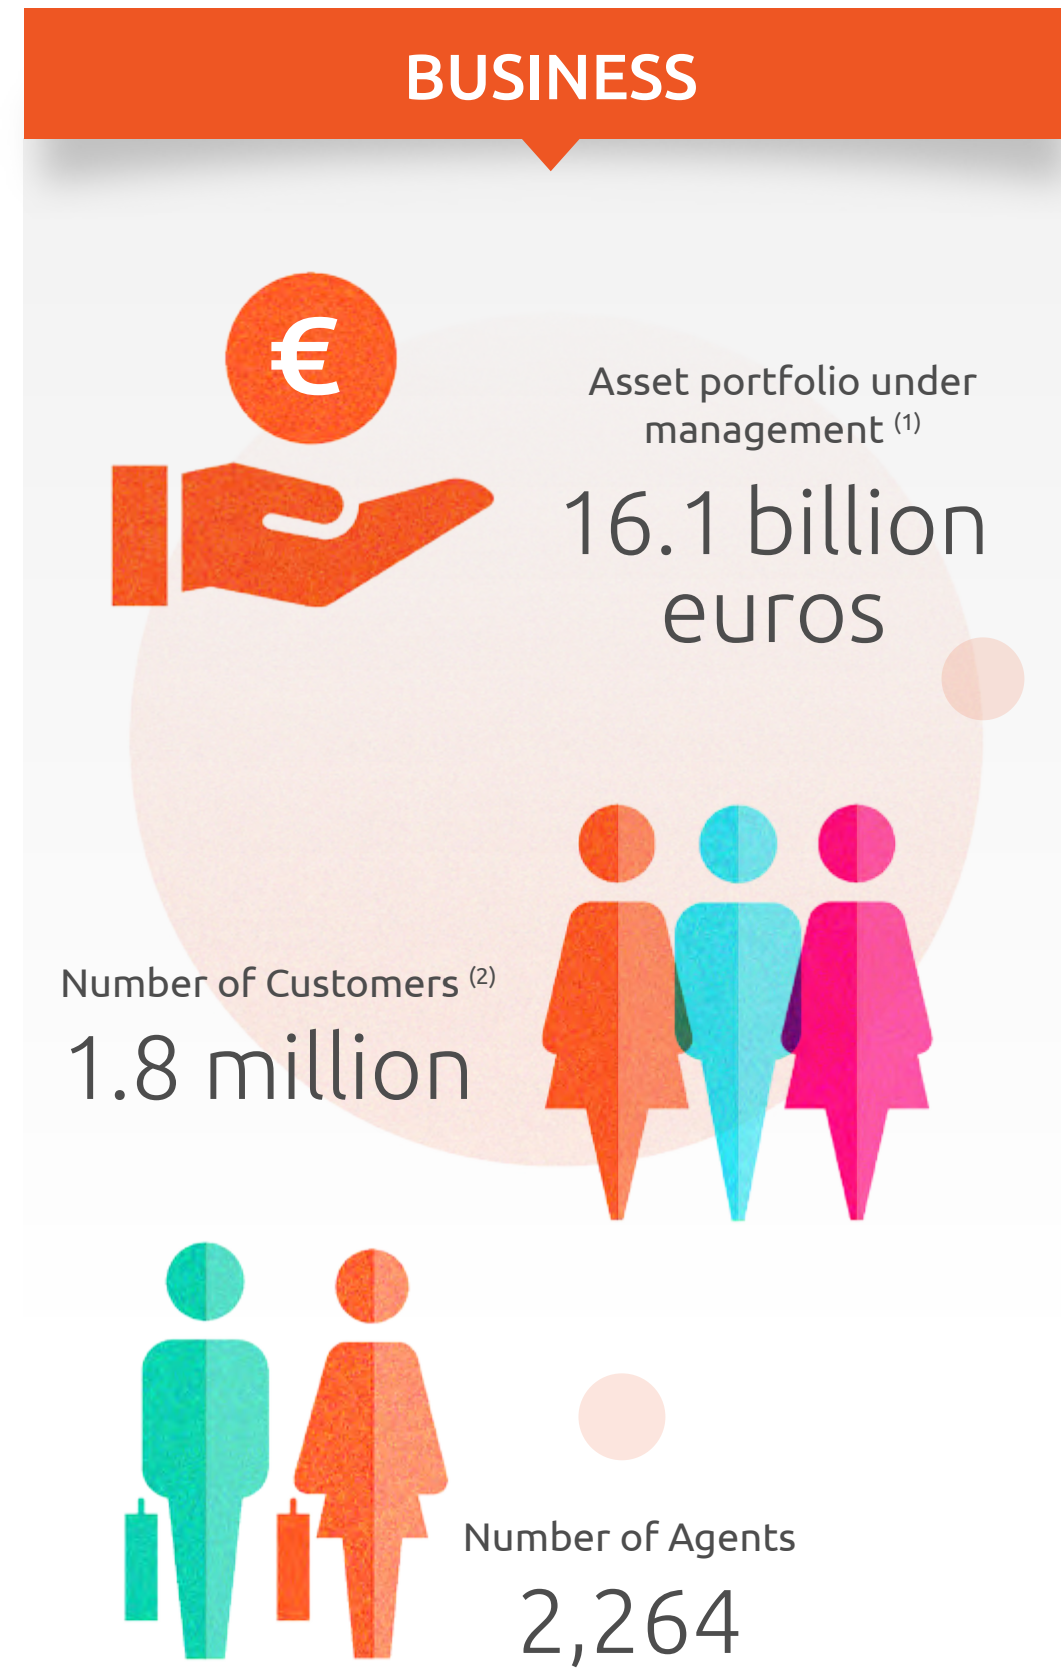 BUSINESS
€
Asset portfolio under
management (1)
16.1 billion
euros
Number of Customers (2)
1.8 million
Number of Agents
2,264